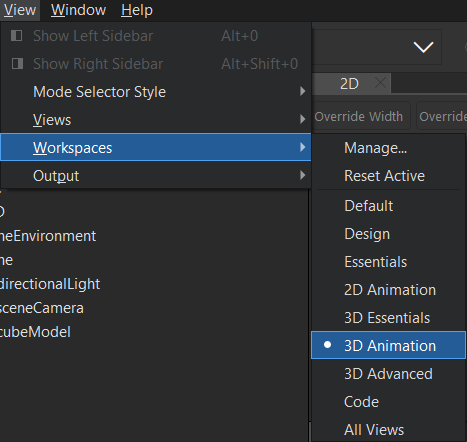 View Window Help
Show Left Sidebar Alt+0
Show Right Sidebar Alt+Shift+0
Mode Selector Style
Views
Workspaces
Output
2D
Override Width Override
Manage...
Reset Active
Default
Design
Essentials
2D Animation
3D Essentials
3D Animation
3D Advanced
Code
All Views
neEnvironment
ne
directionalLight
sceneCamera
cubeModel